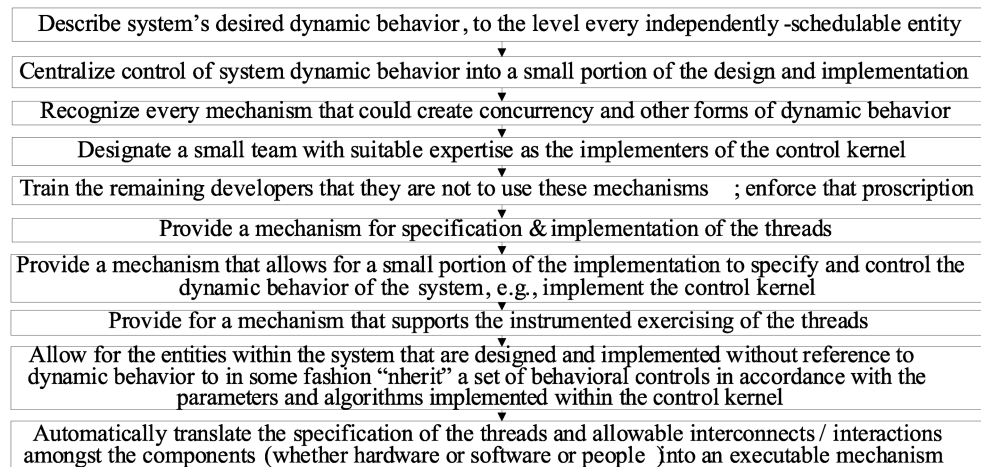 Describe system's desired dynamic behavior, to the level every independently -schedulable entity
Centralize control of system dynamic behavior into a small portion of the design and implementation
Recognize every mechanism that could create concurrency and other forms of dynamic behavior
Designate a small team with suitable expertise as the implementers of the control kernel
Train the remaining developers that they are not to use these mechanisms ; enforce that proscription
Provide a mechanism for specification & implementation of the threads
Provide a mechanism that allows for a small portion of the implementation to specify and control the
dynamic behavior of the system, e.g., implement the control kernel
Provide for a mechanism that supports the instrumented exercising of the threads
Allow for the entities within the system that are designed and implemented without reference to
dynamic behavior to in some fashion “nherit” a set of behavioral controls in accordance with the
parameters and algorithms implemented within the control kernel
Automatically translate the specification of the threads and allowable interconnects / interactions
amongst the components (whether hardware or software or people )into an executable mechanism